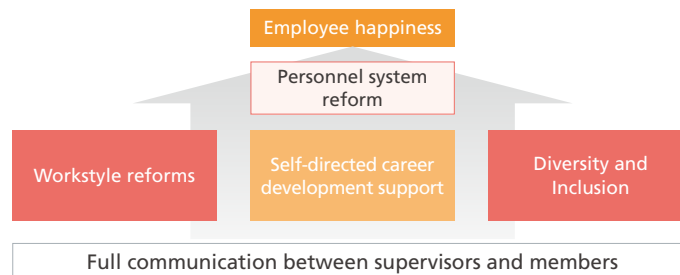 Employee happiness
Personnel system
reform
Workstyle reforms
Self-directed career
development support
Diversity and
Inclusion
Full communication between supervisors and members